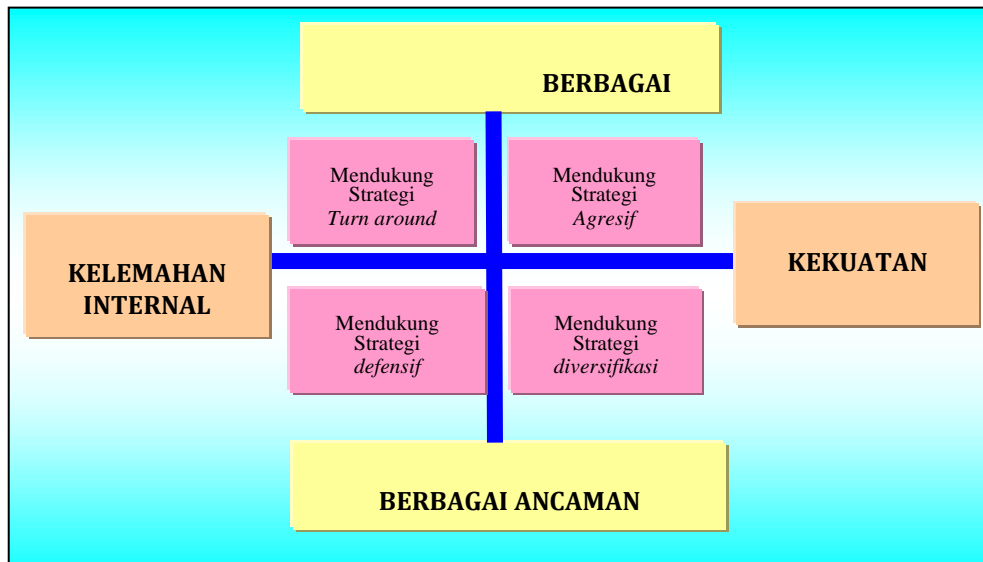 BERBAGAI
Mendukung
Strategi
Turn around
Mendukung
Strategi
Agresif
KELEMAHAN
INTERNAL
KEKUATAN
Mendukung
Strategi
defensif
Mendukung
Strategi
diversifikasi
BERBAGAI ANCAMAN